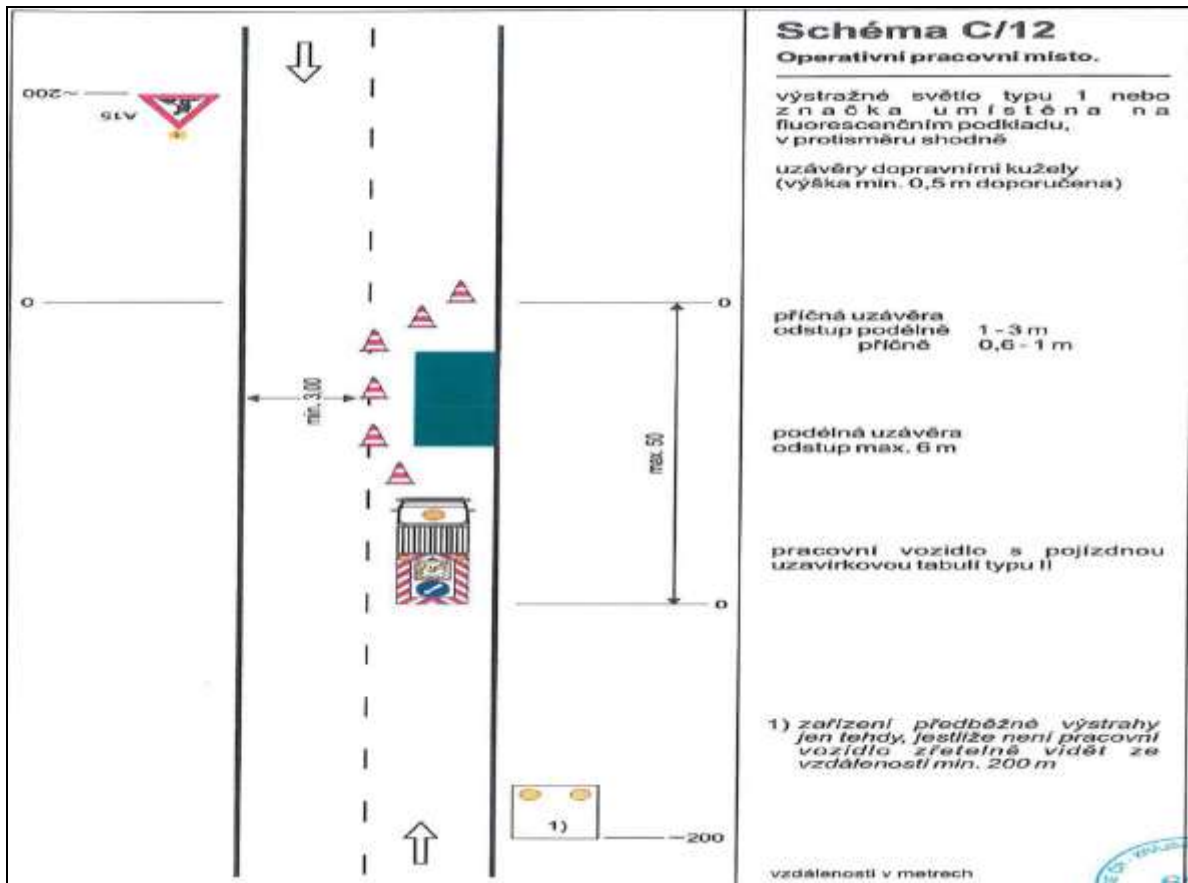 Schéma C/12
Operativní pracovní místo.
výstražné světlo typu 1 nebo
značka umístěna na
fluorescenčním podkladu,
v protisměru shodně
uzávěry dopravními kužely
(výška min. 0,5 m doporučena)
příčná uzávěra
odstup podélně 1 - 3 m
příčně 0,6 - 1 m
podélná uzávěra
odstup max. 6 m
pracovní vozidlo s pojízdnou
uzavírkovou tabulí typu II
1) zařízení předběžné výstrahy
jen tehdy, jestliže není pracovní
vozidlo zřetelně vidět ze
vzdálenosti min. 200 m
vzdálenosti v metrech
~200
A15
0
0
min. 3,00
max. 50
0
1)
~200